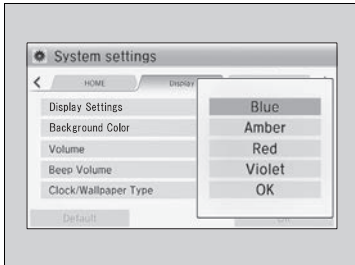 System settings
HOME
Display
Display Settings
Background Color
Volume
Beep Volume
Clock/Wallpaper Type
Blue
Amber
Red
Violet
OK
Default
OK